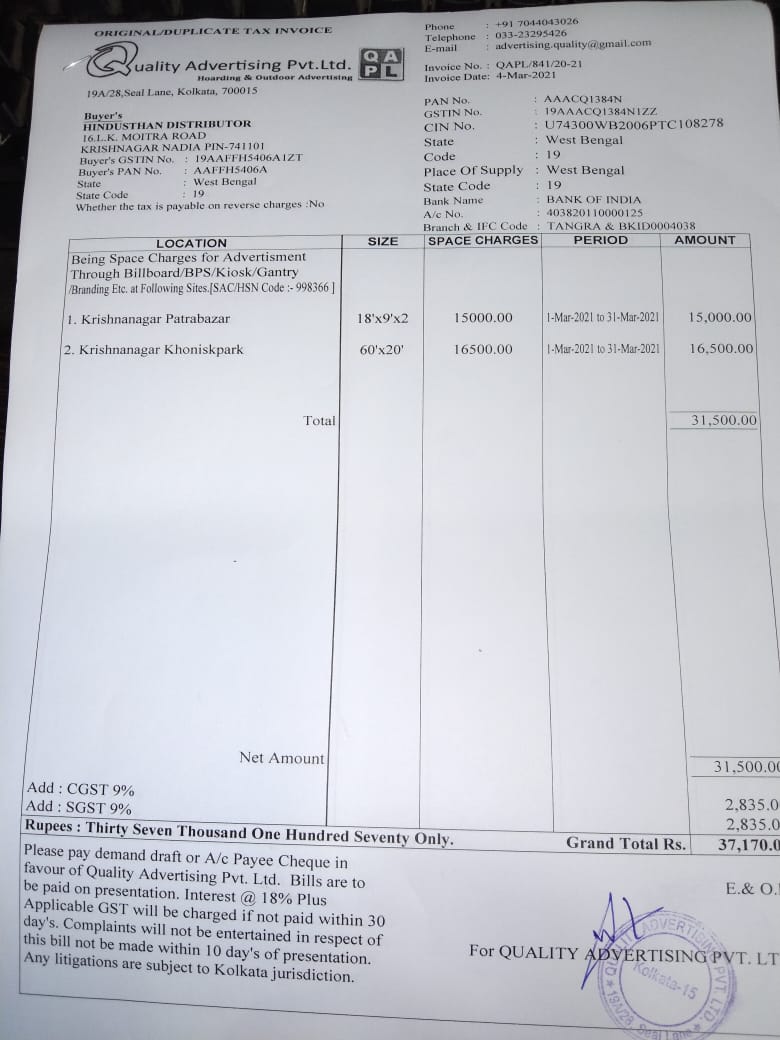 ORIGINAL/DUPLICATE TAX INVOICE
Quality Advertising Pvt.Ltd.
Hoarding & Outdoor Advertising
QA
PL
19A/28,Seal Lane, Kolkata, 700015
Phone : +91 7044043026
Telephone : 033-23295426
E-mail : advertising.quality@gmail.com
Invoice No. : QAPL/841/20-21
Invoice Date: 4-Mar-2021
Buyer's
HINDUSTHAN DISTRIBUTOR
16.L.K. MOITRA ROAD
KRISHNAGAR NADIA PIN-741101
Buyer's GSTIN No. : 19AAFFH5406A1ZT
Buyer's PAN No. : AAFFH5406A
State : West Bengal
State Code : 19
Whether the tax is payable on reverse charges :No
PAN No. : AAACQ1384N
GSTIN No. : 19AAACQ1384N1ZZ
CIN No. : U74300WB2006PTC108278
State : West Bengal
Code : 19
Place Of Supply : West Bengal
State Code : 19
Bank Name : BANK OF INDIA
A/c No. : 403820110000125
Branch & IFC Code : TANGRA & BKID0004038
LOCATION SIZE SPACE CHARGES PERIOD AMOUNT
Being Space Charges for Advertisment
Through Billboard/BPS/Kiosk/Gantry
/Branding Etc. at Following Sites.[SAC/HSN Code :- 998366 ]
1. Krishnanagar Patrabazar 18'x9'x2 15000.00 1-Mar-2021 to 31-Mar-2021 15,000.00
2. Krishnanagar Khoniskpark 60'x20' 16500.00 1-Mar-2021 to 31-Mar-2021 16,500.00
Total 31,500.00
Net Amount 31,500.00
Add : CGST 9% 2,835.0
Add : SGST 9% 2,835.0
Rupees : Thirty Seven Thousand One Hundred Seventy Only. Grand Total Rs. 37,170.0
Please pay demand draft or A/c Payee Cheque in
favour of Quality Advertising Pvt. Ltd. Bills are to
be paid on presentation. Interest @ 18% Plus
Applicable GST will be charged if not paid within 30
day's. Complaints will not be entertained in respect of
this bill not be made within 10 day's of presentation.
Any litigations are subject to Kolkata jurisdiction.
E.& O.
For QUALITY ADVERTISING PVT. LT
QUALITY ADVERTISING PVT. LTD.
Kolkata-15
19A/28, Seal Lane